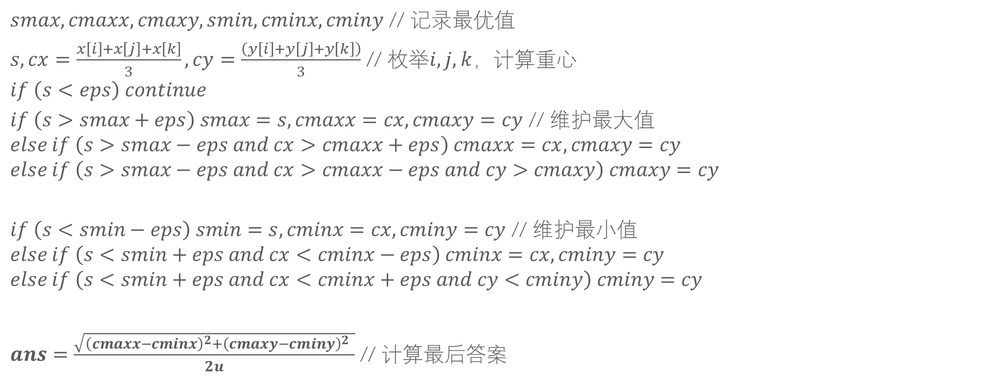 smax, cmaxx, cmaxy, smin, cminx, cminy // 记录最优值
s, cx = \frac{x[i]+x[j]+x[k]}{3}, cy = \frac{(y[i]+y[j]+y[k])}{3} // 枚举i, j, k，计算重心
if (s < eps) continue
if (s > smax + eps) smax = s, cmaxx = cx, cmaxy = cy // 维护最大值
else if (s > smax − eps and cx > cmaxx + eps) cmaxx = cx, cmaxy = cy
else if (s > smax − eps and cx > cmaxx − eps and cy > cmaxy) cmaxy = cy
if (s < smin − eps) smin = s, cminx = cx, cminy = cy // 维护最小值
else if (s < smin + eps and cx < cminx − eps) cminx = cx, cminy = cy
else if (s < smin + eps and cx < cminx + eps and cy < cminy) cminy = cy
ans = \frac{\sqrt{(cmaxx−cminx)^2+(cmaxy−cminy)^2}}{2u} // 计算最后答案